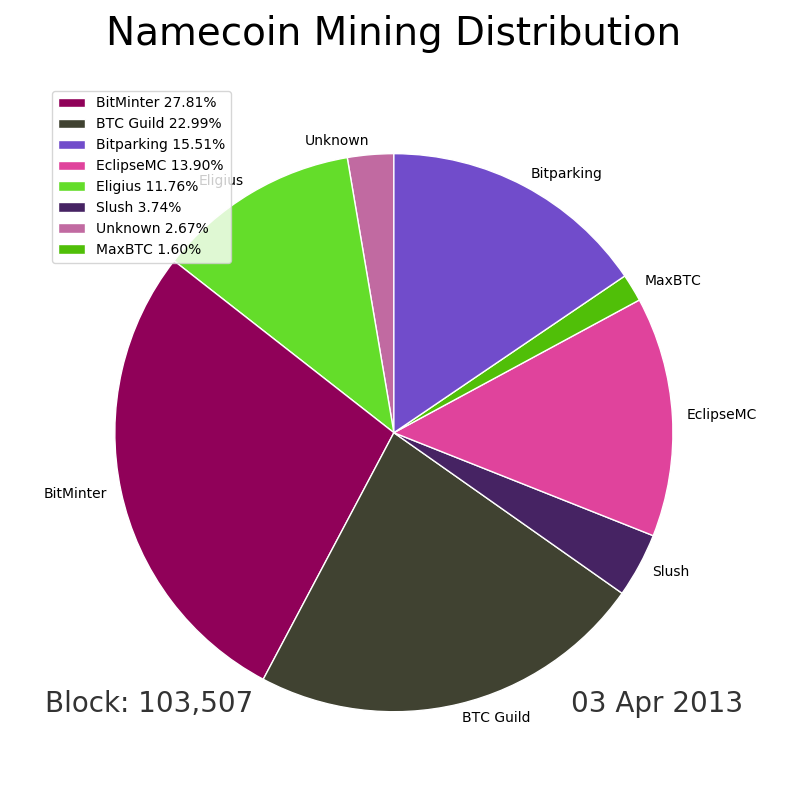 Namecoin Mining Distribution
BitMinter 27.81%
BTC Guild 22.99%
Bitparking 15.51%
EclipseMC 13.90%
Eligius 11.76%
Slush 3.74%
Unknown 2.67%
MaxBTC 1.60%
Unknown
Bitparking
Eligius
MaxBTC
EclipseMC
BitMinter
Slush
BTC Guild
Block: 103,507
03 Apr 2013